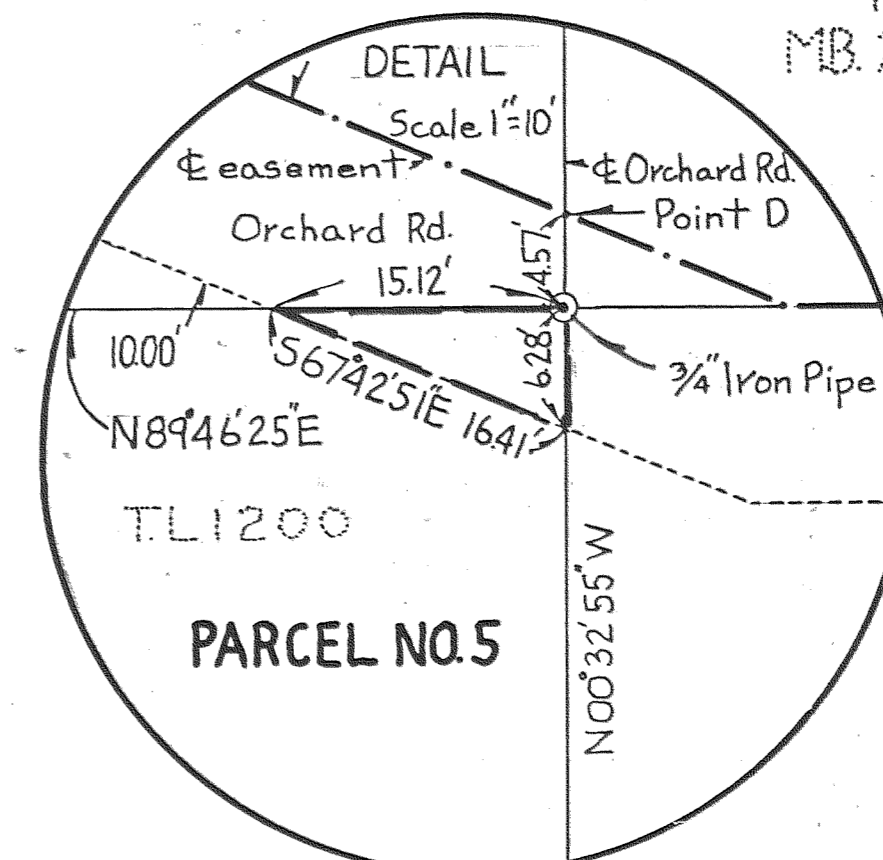 MB.
DETAIL
Scale 1"=10'
℄ easement
℄ Orchard Rd.
Point D
Orchard Rd.
4.57'
15.12'
10.00'
6.28'
3/4" Iron Pipe
S67°42'51"E 16.41'
N89°46'25"E
T.L. 1200
PARCEL NO. 5
N00°32'55"W